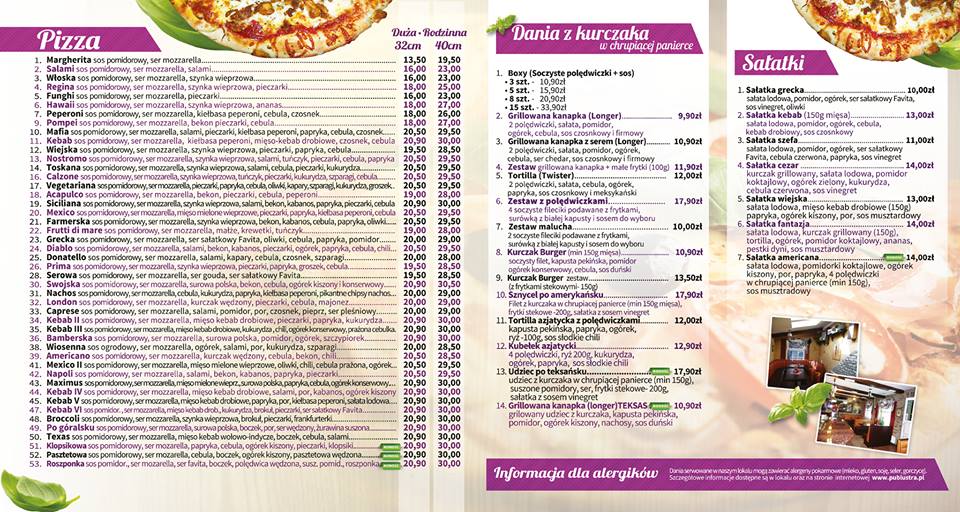 Pizza
Duża • Rodzinna
32cm 40cm
1. Margherita sos pomidorowy, ser mozzarella 13,50 19,50
2. Salami sos pomidorowy, ser mozzarella, salami 16,00 23,00
3. Włoska sos pomidorowy, ser mozzarella, szynka wieprzowa 16,00 23,00
4. Regina sos pomidorowy, ser mozzarella, szynka wieprzowa, pieczarki 18,00 25,00
5. Funghi sos pomidorowy, ser mozzarella, pieczarki 16,00 23,00
6. Hawaii sos pomidorowy, ser mozzarella, szynka wieprzowa, ananas 18,00 27,00
7. Peperoni sos pomidorowy, ser mozzarella, kiełbasa peperoni, cebula, czosnek 18,00 26,00
9. Pompei sos pomidorowy, ser mozzarella, bekon pieczarki, cebula 18,00 27,00
10. Mafia sos pomidorowy, ser mozzarella, salami, pieczarki, kiełbasa peperoni, papryka, cebula, czosnek 20,50 29,50
11. Kebab sos pomidorowy, ser mozzarella, kiełbasa peperoni, mięso-kebab drobiowe, czosnek, cebula 20,90 30,00
12. Wiejska sos pomidorowy, ser mozzarella, szynka wieprzowa, pieczarki, cebula 19,50 28,50
13. Nostromo sos pomidorowy, ser mozzarella, szynka wieprzowa, salami, tuńczyk, pieczarki, cebula, papryka 20,50 29,50
14. Toskana sos pomidorowy, ser mozzarella, szynka wieprzowa, salami, cebula, pieczarki, kukurydza 20,50 29,50
16. Calzone sos pomidorowy, ser mozzarella, szynka wieprzowa, tuńczyk, pieczarki, kukurydza, szparagi, cebula 20,50 29,50
17. Vegetariana sos pomidorowy, ser mozzarella, pieczarki, papryka, cebula, oliwki, kapary, szparagi, kukurydza, groszek 20,50 29,50
18. Acapulco sos pomidorowy, ser mozzarella, bekon, pieczarki, cebula, peperoni 19,00 28,00
19. Siciliana sos pomidorowy, ser mozzarella, szynka wieprzowa, salami, bekon, kabanos, papryka, pieczarki, cebula 20,90 30,00
20. Mexico sos pomidorowy, ser mozzarella, mięso mielone wieprzowe, pieczarki, papryka, kiełbasa peperoni cebula 20,50 29,50
21. Farmersica sos pomidorowy, ser mozzarella, szynka wieprzowa, bekon, kabanos, cebula, papryka, oliwki 20,50 29,50
22. Frutti di mare sos pomidorowy, ser mozzarella, małże, krewetki, tuńczyk 19,00 28,00
23. Grecka sos pomidorowy, ser mozzarella, ser sałatkowy Favita, oliwki, cebula, papryka, pomidor 20,00 29,00
24. Diablo sos pomidorowy, ser mozzarella, salami, bekon, kabanos, pieczarki, ogórek, papryka, cebula, chili 20,50 29,50
25. Donatello sos pomidorowy, ser mozzarella, salami, kapary, cebula, czosnek, szparagi 20,00 28,00
26. Prima sos pomidorowy, ser mozzarella, szynka wieprzowa, pieczarki, papryka, groszek, cebula 19,50 28,50
28. Serowa sos pomidorowy, ser mozzarella, ser gouda, ser sałatkowy Favita 19,50 28,50
30. Swojska sos pomidorowy, ser mozzarella, surowa polska, bekon, cebula, ogórek kiszony i kabanos 20,90 30,00
31. Nachos sos pomidorowy, ser mozzarella, cebula, kukurydza, papryka, kiełbasa peperoni, pikantne chipsy nachos 20,00 29,00
32. London sos pomidorowy, ser mozzarella, kurczak wędzony, pieczarki, cebula, majonez 20,00 29,00
33. Caprese sos pomidorowy, ser mozzarella, salami, pomidor, por, czosnek, pieprz, ser pleśniowy 20,00 29,00
34. Kebab II sos pomidorowy, ser mozzarella, mięso kebab drobiowe, pieczarki, papryka, kukurydza 20,90 30,00
35. Kebab III sos pomidorowy, ser mozzarella, mięso kebab drobiowe, kukurydza, chili, ogórek konserwowy, prażona cebulka 20,90 30,00
36. Bamberska sos pomidorowy, ser mozzarella, surowa polska, pomidor, ogórek, szczypiorek 20,90 30,00
38. Wiosenna sos ogrodowy, ser mozzarella, ogórek, salami, por, kukurydza, szparagi 20,00 28,50
39. Americano sos pomidorowy, ser mozzarella, kurczak wędzony, cebula, bekon, chili 20,50 29,50
41. Mexico II sos pomidorowy, ser mozzarella, mięso mielone wieprzowe, oliwki, chili, cebula prażona, ogórek 20,50 29,50
42. Napoli sos pomidorowy, ser mozzarella, salami, bekon, kabanos, papryka, pieczarki 20,50 29,50
43. Maximus sos pomidorowy, ser mozzarella, mięso mielone wieprz., surowa polska, papryka, cebula, ogórek konserwowy 20,90 30,00
44. Kebab IV sos pomidorowy, ser mozzarella, mięso kebab drobiowe, salami, por, kabanos, ogórek kiszony 20,90 30,00
45. Kebab V sos pomidorowy, ser mozzarella, mięso kebab drobiowe, papryka, por, kiełbasa peperoni, sałata lodowa 20,90 30,00
47. Kebab VI sos pomidor., ser mozzarella, mięso kebab drob., kukurydza, brokuł, pieczarki, ser sałatkowy Favita 20,90 30,00
48. Broccoli sos pomidorowy, ser mozzarella, szynka wieprzowa, brokuł, pieczarki, frankfurterki 20,90 30,00
49. Po góralsku sos pomidorowy, ser mozzarella, surowa polska, boczek, por, ser wędzony, żurawina suszona 20,90 30,00
50. Texas sos pomidorowy, ser mozzarella, mięso kebab wołowo-indycze, boczek, cebula, salami 20,90 30,00
51. Kłopsikowa sos pomidorowy, ser mozzarella, papryka, cebula, ogórek kiszony, pieczarki, klopsiki 20,90 30,00
52. Pasztetowa sos pomidorowy, ser mozzarella, cebula, boczek, ogórek kiszony, pasztetowa wędzona 20,90 30,00
53. Roszponka sos pomidor., ser mozzarella, ser favita, boczek, polędwica wędzona, susz. pomid., roszponka 20,90 30,00
Dania z kurczaka
w chrupiącej panierce
1. Boxy (Soczyste polędwiczki + sos)
• 3 szt. - 10,90zł
• 5 szt. - 15,90zł
• 8 szt. - 20,90zł
• 15 szt. - 33,90zł
2. Grillowana kanapka (Longer) 9,90zł
2 polędwiczki, sałata, pomidor,
ogórek, cebula, sos czosnkowy i firmowy
3. Grillowana kanapka z serem (Longer) 10,90zł
2 polędwiczki, sałata, pomidor, ogórek,
cebula, ser chedar, sos czosnkowy i firmowy
4. Zestaw grillowana kanapka + małe frytki (100g) 11,90zł
5. Tortilla (Twister) 12,00zł
2 polędwiczki, sałata, cebula, ogórek,
papryka, sos czosnkowy i meksykański
6. Zestaw z polędwiczkami 17,90zł
4 soczyste fileciki podawane z frytkami,
surówką z białej kapusty i sosem do wyboru
7. Zestaw malucha 10,00zł
2 soczyste fileciki podawane z frytkami,
surówką z białej kapusty i sosem do wyboru
8. Kurczak Burger (min 150g mięsa) 10,90zł
soczysty filet, kapusta pekińska, pomidor
ogórek konserwowy, cebula, sos duński
9. Kurczak Burger zestaw 13,50zł
(z frytkami stekowymi- 150g)
10. Sznycel po amerykańsku 17,90zł
Filet z kurczaka w chrupiącej panierce (min 150g mięsa),
frytki stekowe -200g, sałatka z sosem vinegret
11. Tortilla azjatycka z polędwiczkami 12,00zł
kapusta pekińska, papryka, ogórek,
ryż -100g, sos słodkie chili
12. Kubełek azjatycki 12,90zł
4 polędwiczki, ryż 200g, kukurydza,
ogórek, papryka, sos słodkie chili
13. Udziec po teksańsku 17,90zł
udziec z kurczaka w chrupiącej panierce (min 150g),
suszone pomidory, ser, frytki stekowe- 200g,
sałatka z sosem vinegret
14. Grillowana kanapka (longer)TEKSAS 10,90zł
grillowany udziec z kurczaka, kapusta pekińska,
pomidor, ogórek kiszony, nachosy, sos duński
Sałatki
1. Sałatka grecka 10,00zł
sałata lodowa, pomidor, ogórek, ser sałatkowy Favita,
sos vinegret, oliwki
2. Sałatka kebab (150g mięsa) 13,00zł
sałata lodowa, pomidor, ogórek, cebula,
kebab drobiowy, sos czosnkowy
3. Sałatka szefa 11,00zł
sałata lodowa, pomidor, ogórek, ser sałatkowy
Favita, cebula czerwona, papryka, sos vinegret
4. Sałatka cezar 14,00zł
kurczak grillowany, sałata lodowa, pomidor
koktajlowy, ogórek zielony, kukurydza,
cebula czerwona, sos vinegret
5. Sałatka wiejska 13,00zł
sałata lodowa, mięso kebab drobiowe (150g)
papryka, ogórek kiszony, por, sos musztardowy
6. Sałatka fantazja 14,00zł
sałata lodowa, kurczak grillowany (150g),
tortilla, ogórek, pomidor koktajlowy, ananas,
pestki dyni, sos musztardowy
7. Sałatka americana 14,00zł
sałata lodowa, pomidorki koktajlowe, ogórek
kiszony, por, papryka, 4 polędwiczki
w chrupiącej panierce (min 150g),
sos musztardowy
Informacja dla alergików
Dania serwowane w naszym lokalu mogą zawierać alergeny pokarmowe (mleko, gluten, soję, seler, gorczycę).
Szczegółowe informacje dostępne są w lokalu oraz na stronie internetowej www.publustra.pl